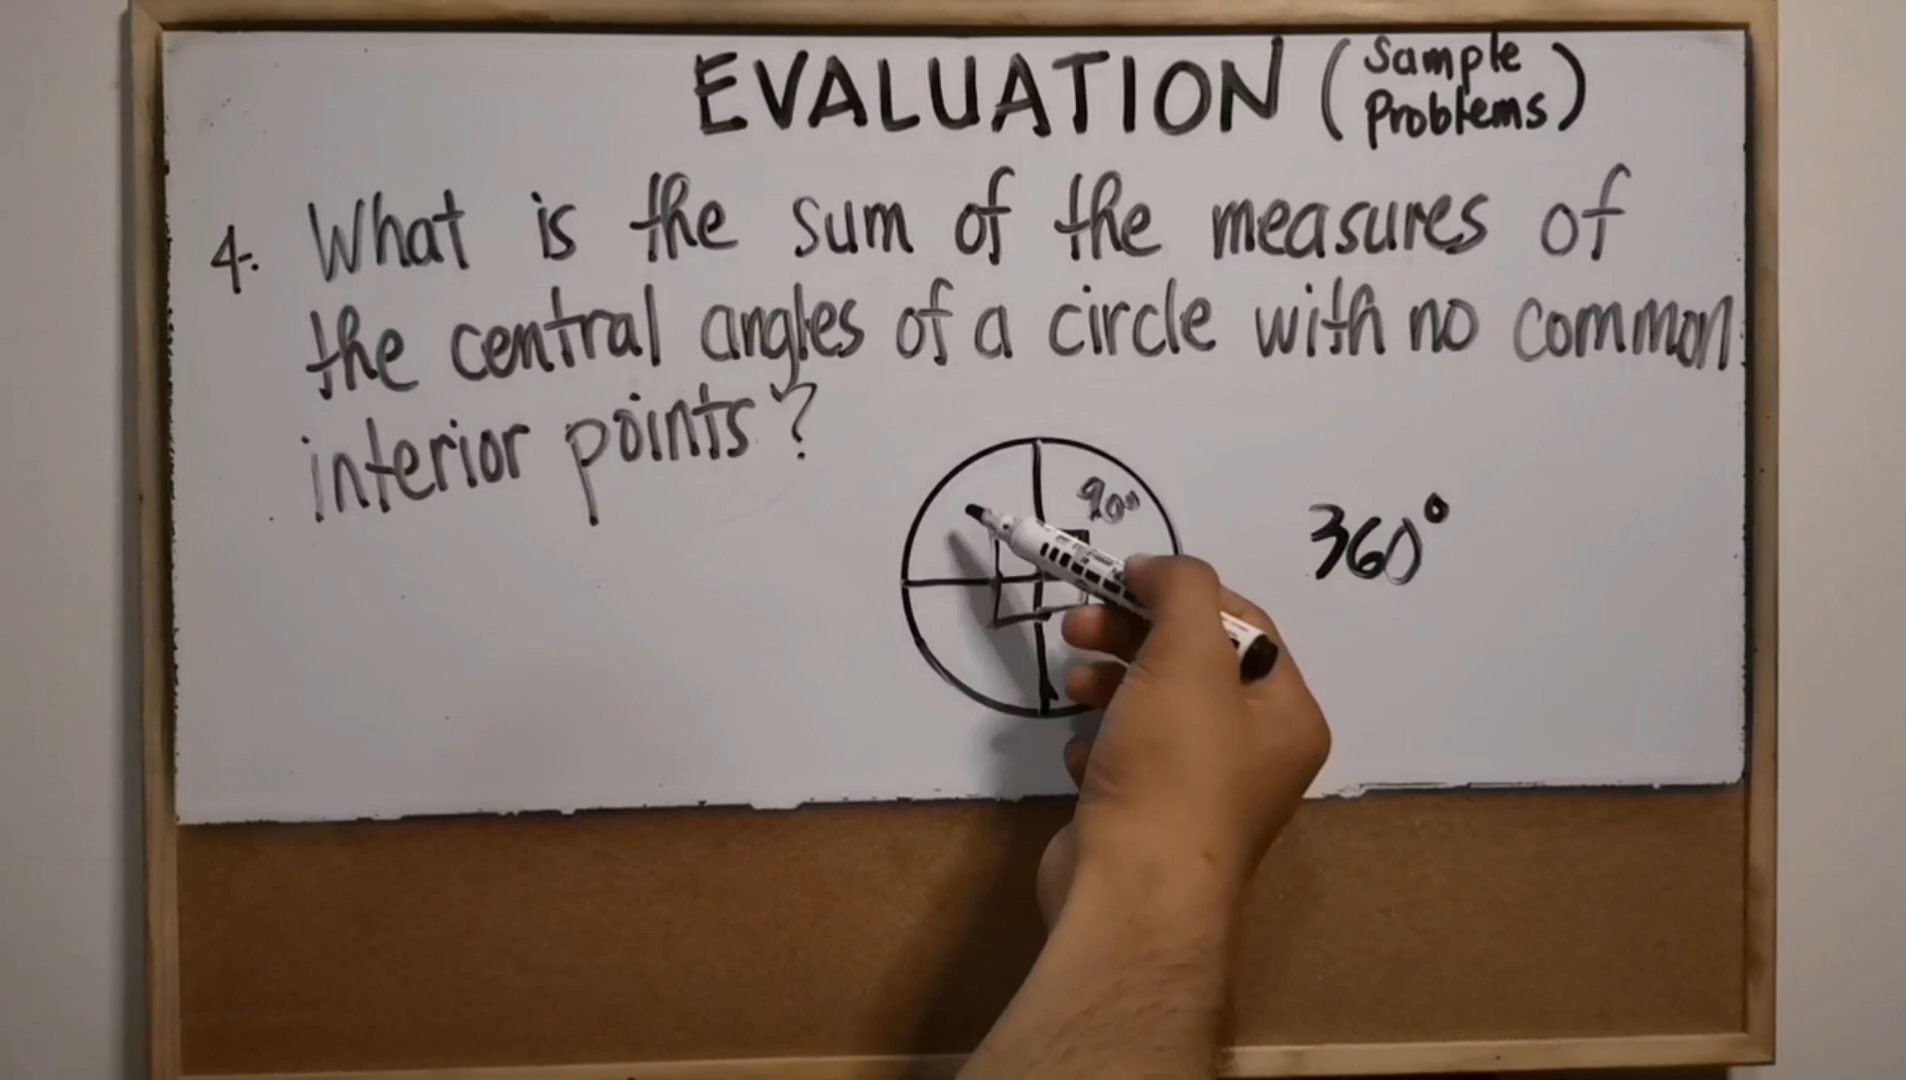 EVALUATION (Sample Problems)
4. What is the sum of the measures of
the central angles of a circle with no common
interior points?
90°
360°